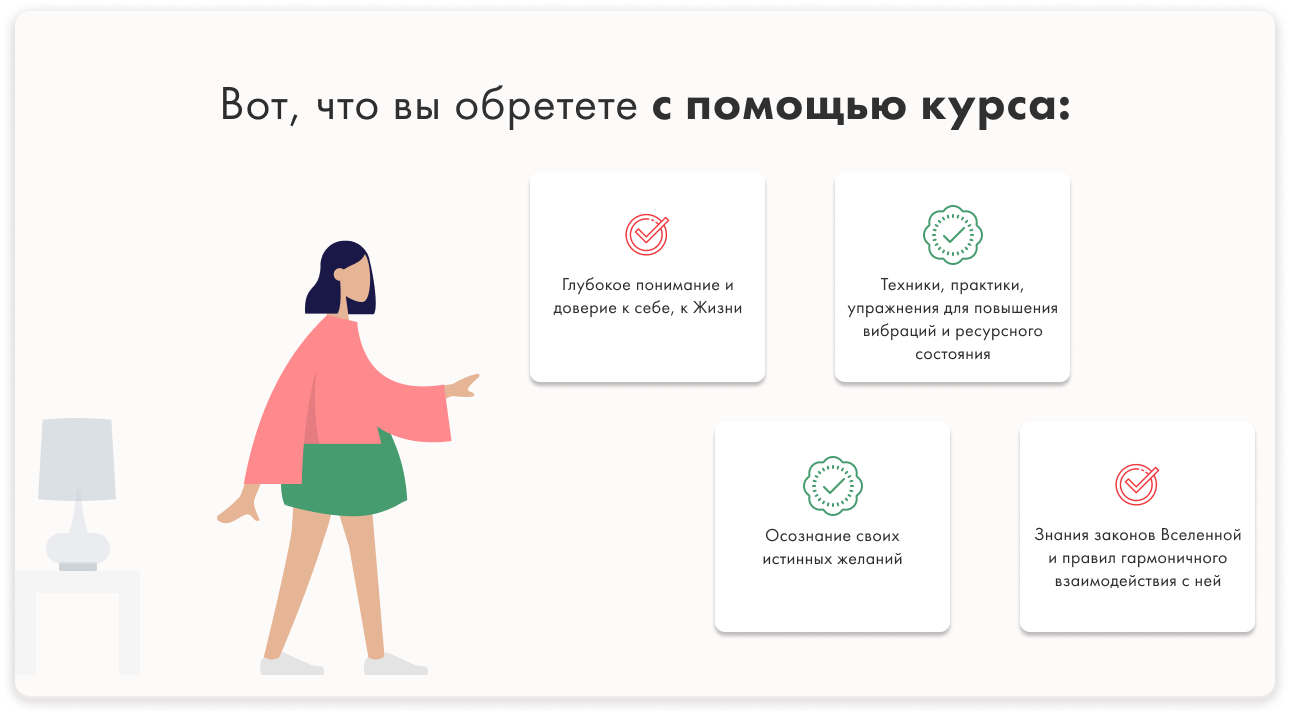 Вот, что вы обретете с помощью курса:
Глубокое понимание и
доверие к себе, к Жизни
Техники, практики,
упражнения для повышения
вибраций и ресурсного
состояния
Осознание своих
истинных желаний
Знания законов Вселенной
и правил гармоничного
взаимодействия с ней